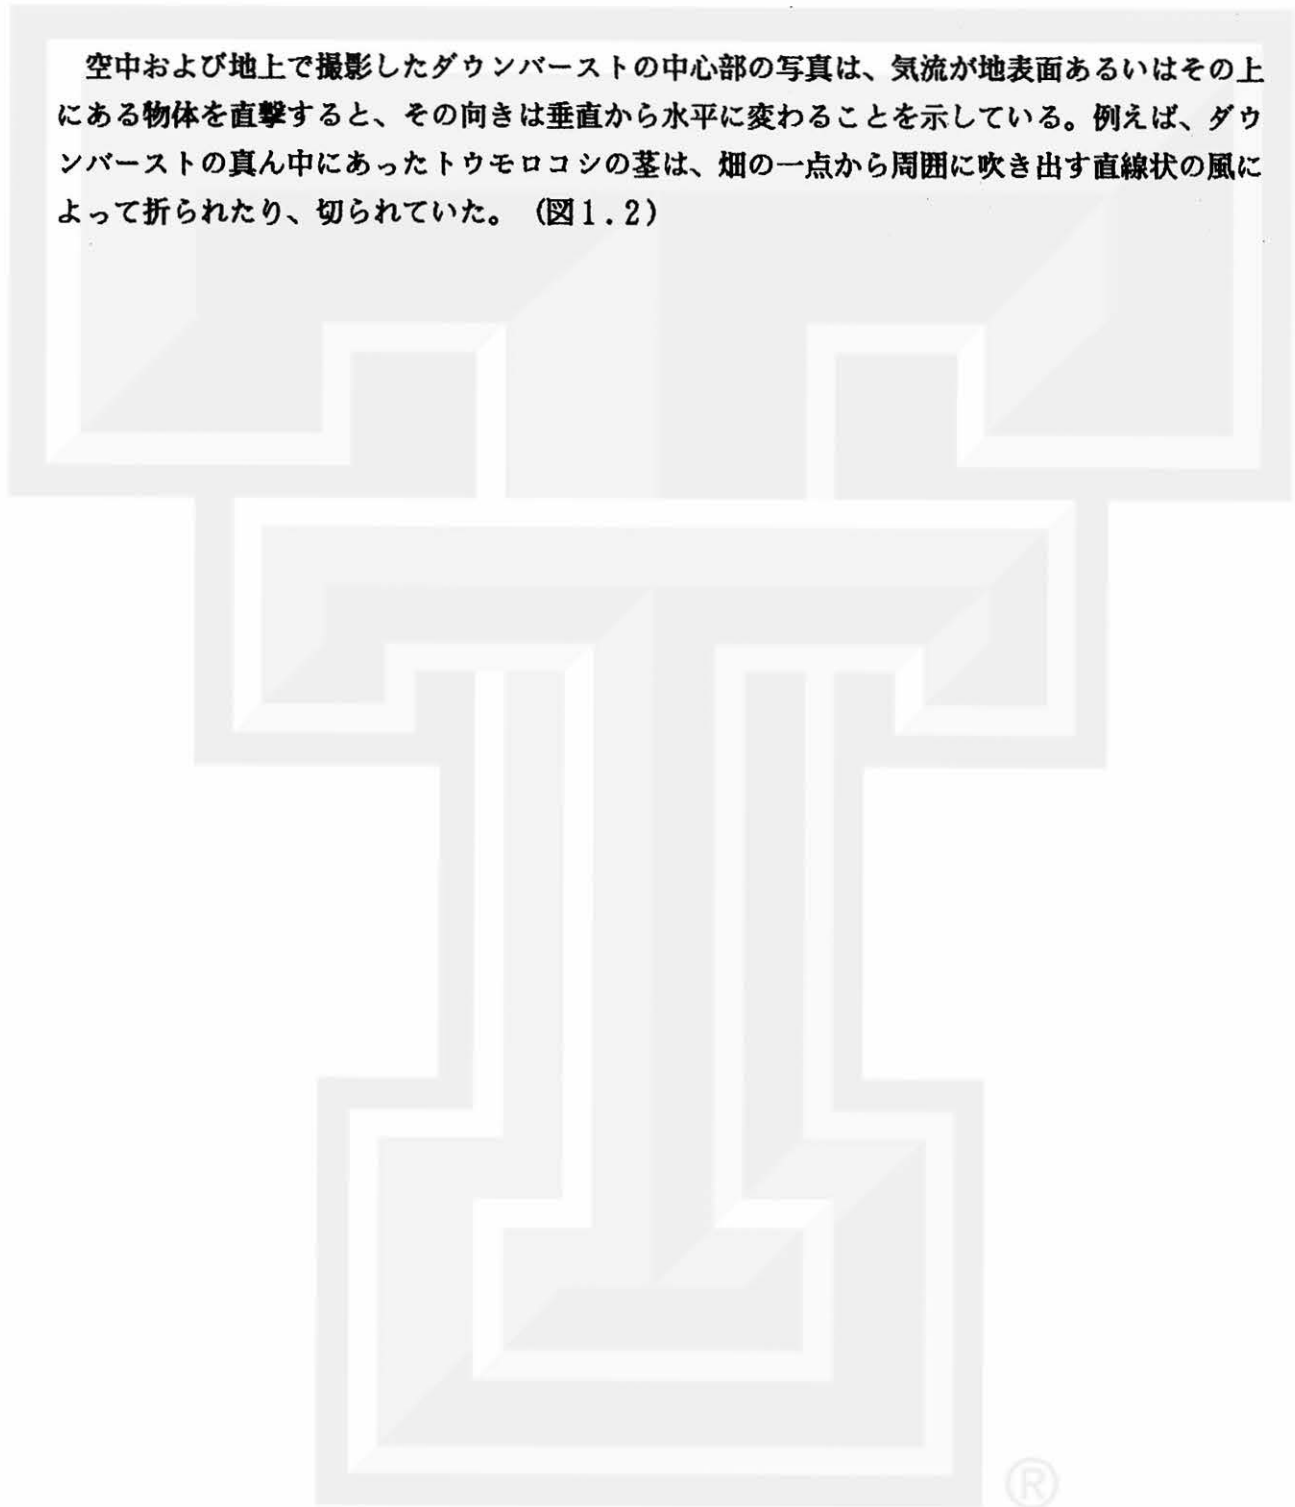 空中および地上で撮影したダウンバーストの中心部の写真は、気流が地表面あるいはその上
にある物体を直撃すると、その向きは垂直から水平に変わることを示している。例えば、ダウ
ンバーストの真ん中にあったトウモロコシの茎は、畑の一点から周囲に吹き出す直線状の風に
よって折られたり、切られていた。 (図1.2)
®